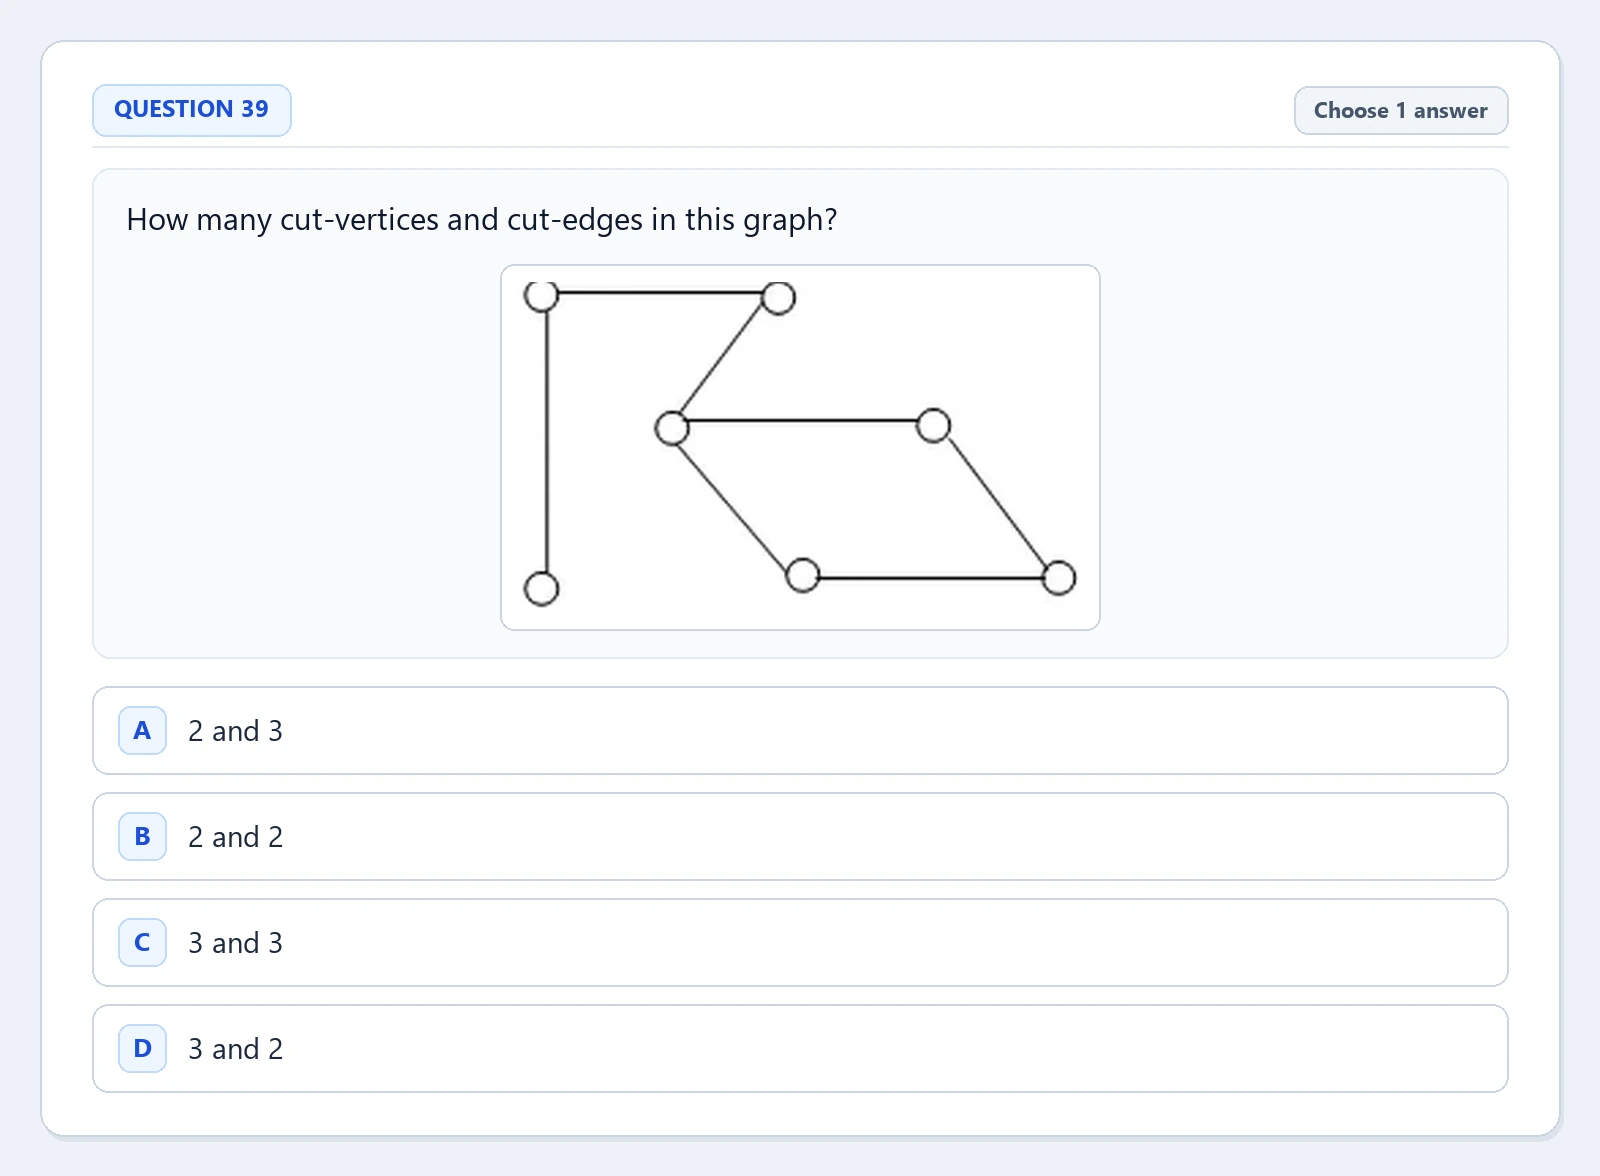 QUESTION 39
Choose 1 answer
How many cut-vertices and cut-edges in this graph?
A 2 and 3
B 2 and 2
C 3 and 3
D 3 and 2